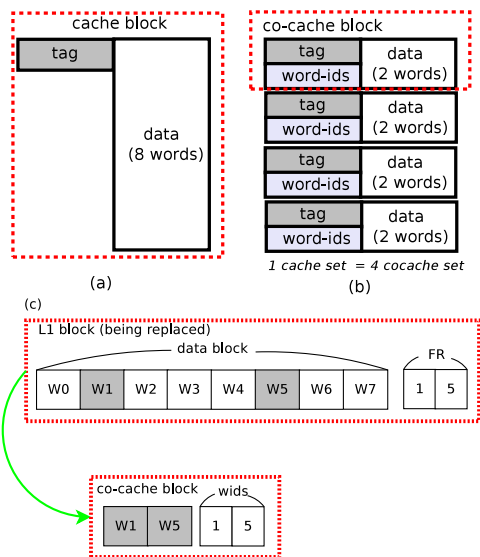 cache block
tag
data
(8 words)
(a)
co-cache block
tag
word-ids
data
(2 words)
tag
word-ids
data
(2 words)
tag
word-ids
data
(2 words)
tag
word-ids
data
(2 words)
1 cache set = 4 cocache set
(b)
(c)
L1 block (being replaced)
data block
FR
W0 W1 W2 W3 W4 W5 W6 W7 1 5
co-cache block wids
W1 W5 1 5